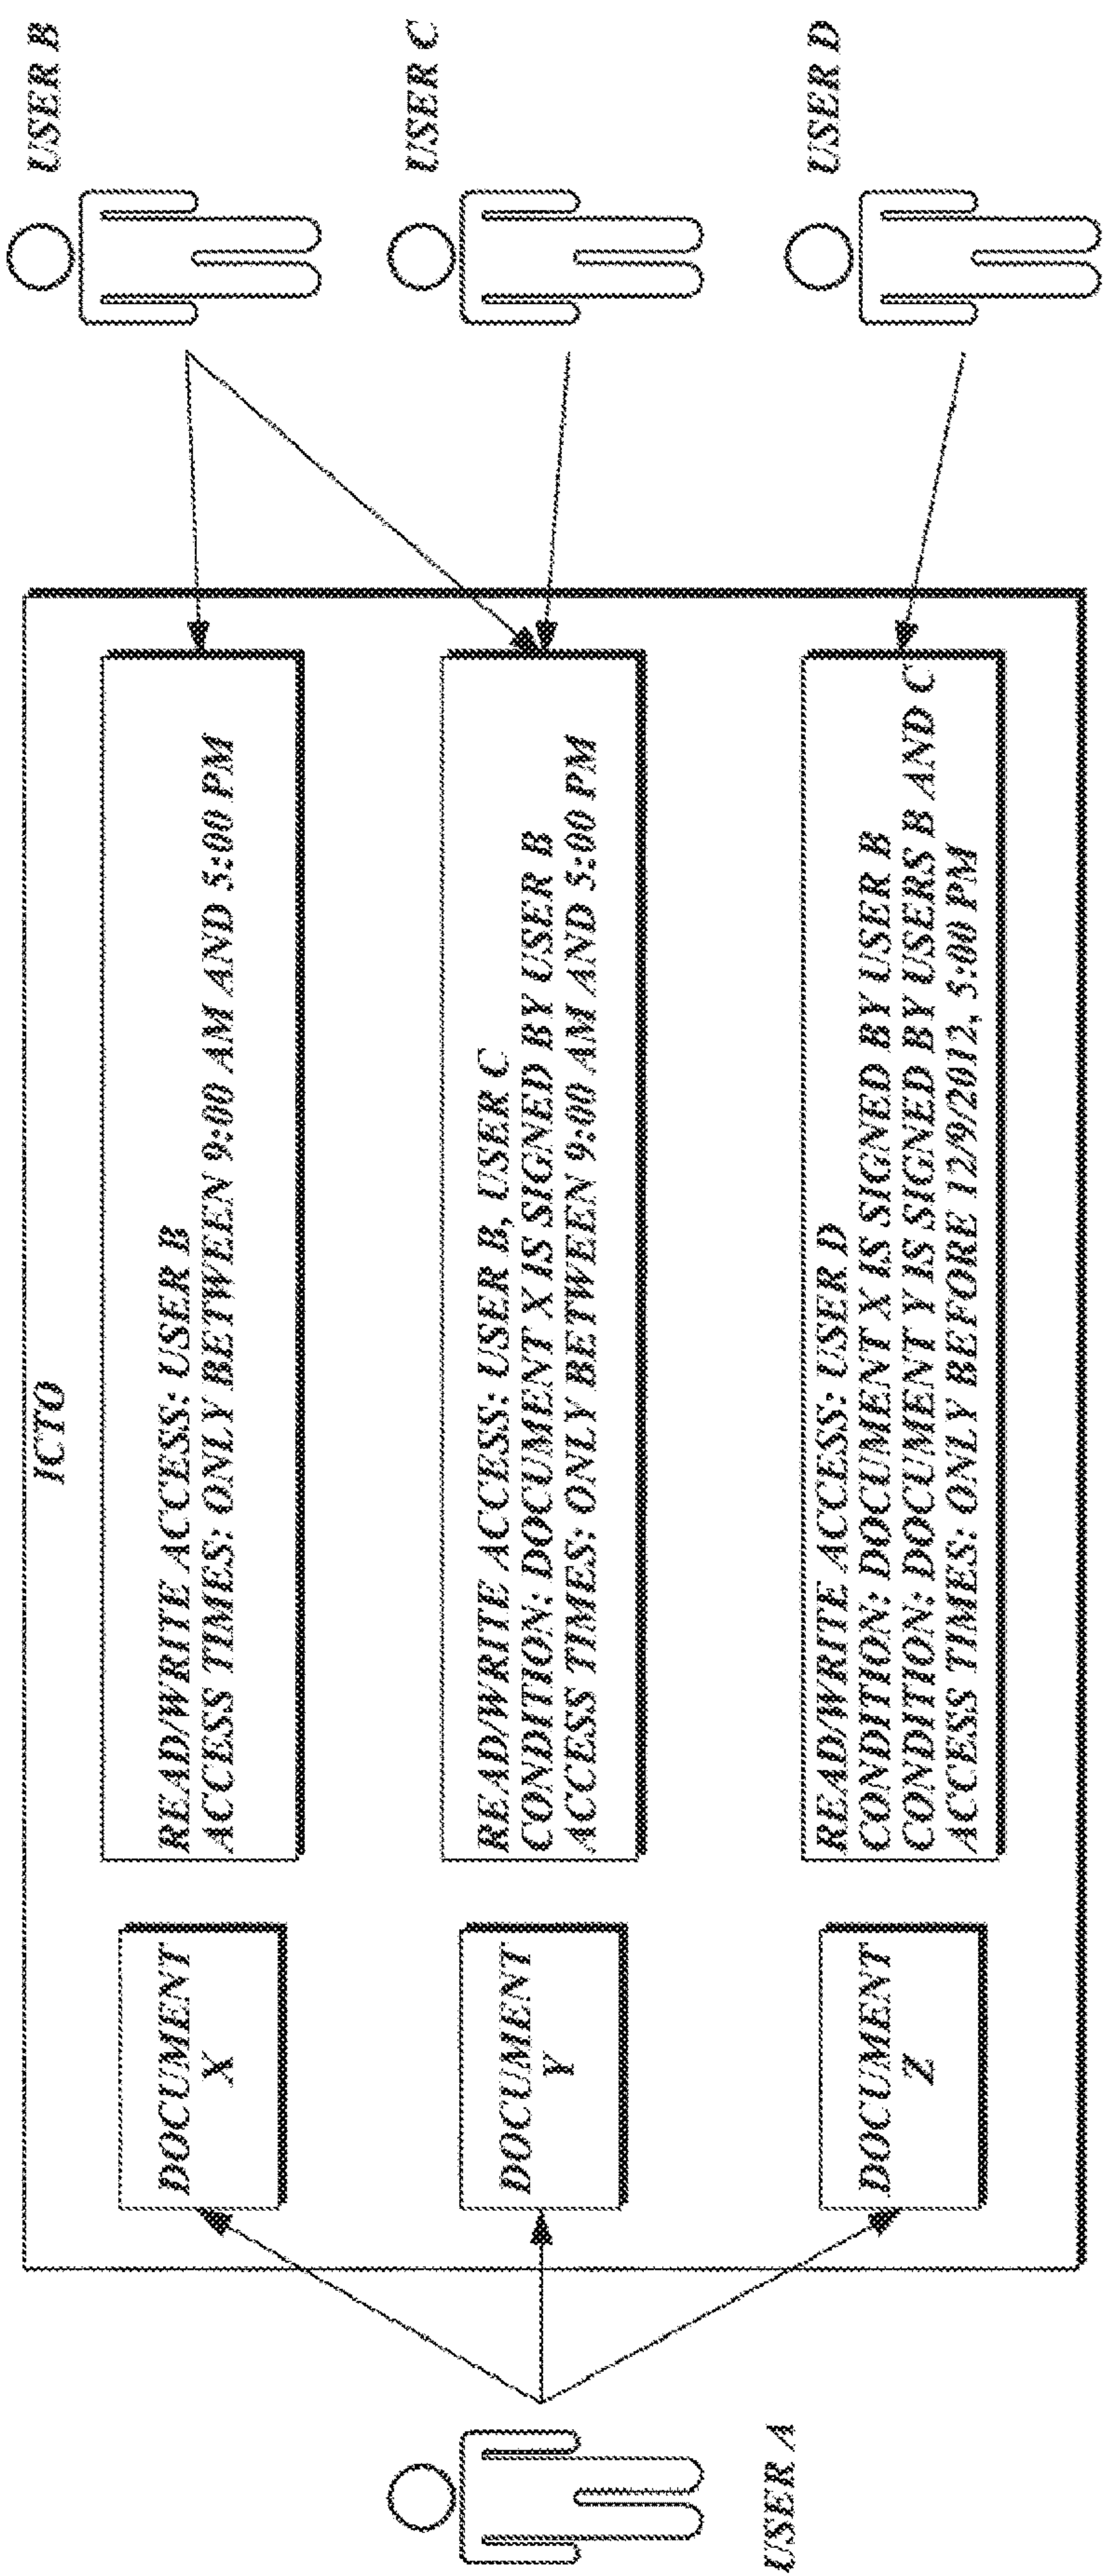 ICTO
USER A
DOCUMENT
X
READ/WRITE ACCESS: USER B
ACCESS TIMES: ONLY BETWEEN 9:00 AM AND 5:00 PM
USER B
DOCUMENT
Y
READ/WRITE ACCESS: USER B, USER C
CONDITION: DOCUMENT X IS SIGNED BY USER B
ACCESS TIMES: ONLY BETWEEN 9:00 AM AND 5:00 PM
USER C
DOCUMENT
Z
READ/WRITE ACCESS: USER D
CONDITION: DOCUMENT X IS SIGNED BY USER B
CONDITION: DOCUMENT Y IS SIGNED BY USERS B AND C
ACCESS TIMES: ONLY BEFORE 12/9/2012, 5:00 PM
USER D